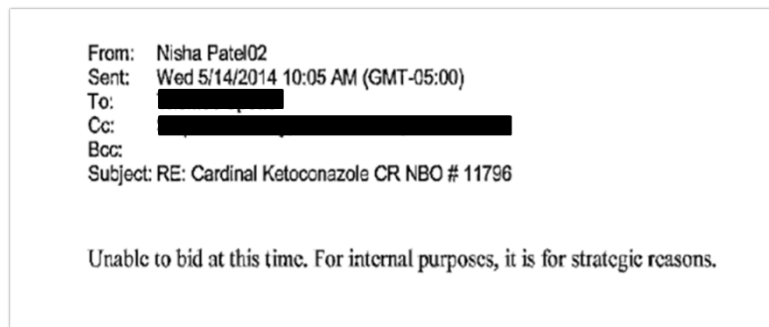 From: Nisha Patel02
Sent: Wed 5/14/2014 10:05 AM (GMT-05:00)
To:
Cc:
Bcc:
Subject: RE: Cardinal Ketoconazole CR NBO # 11796
Unable to bid at this time. For internal purposes, it is for strategic reasons.